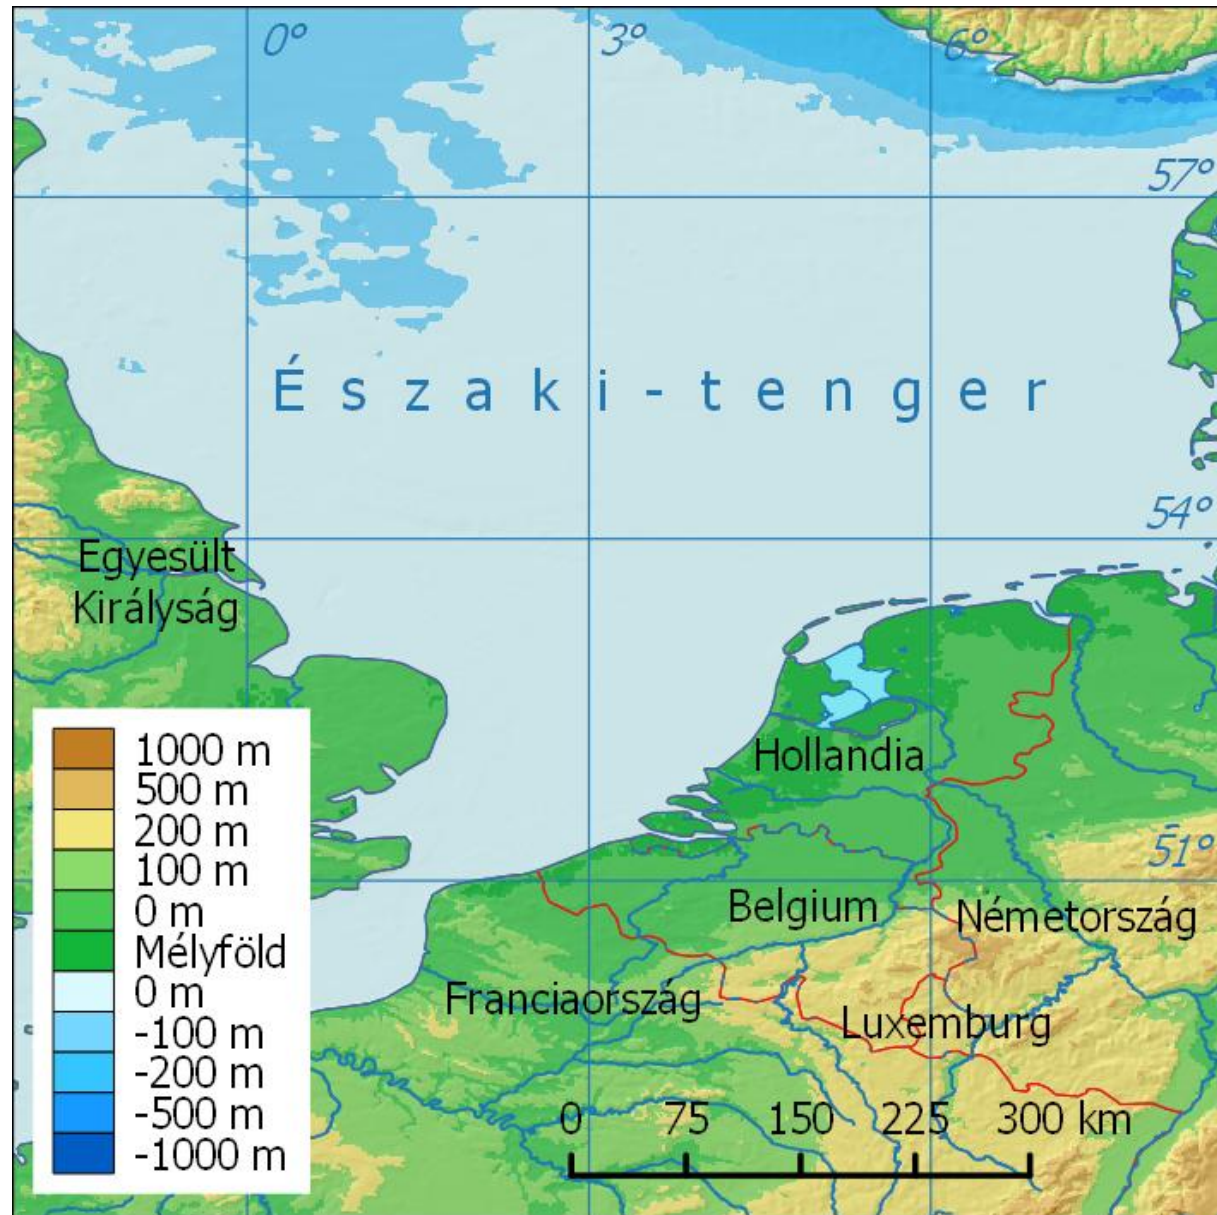 0°
3°
6°
57°
Északi-tenger
54°
Egyesült
Királyság
Hollandia
51°
Belgium
Németország
Franciaország
Luxemburg
1000 m
500 m
200 m
100 m
0 m
Mélyföld
0 m
-100 m
-200 m
-500 m
-1000 m
0 75 150 225 300 km